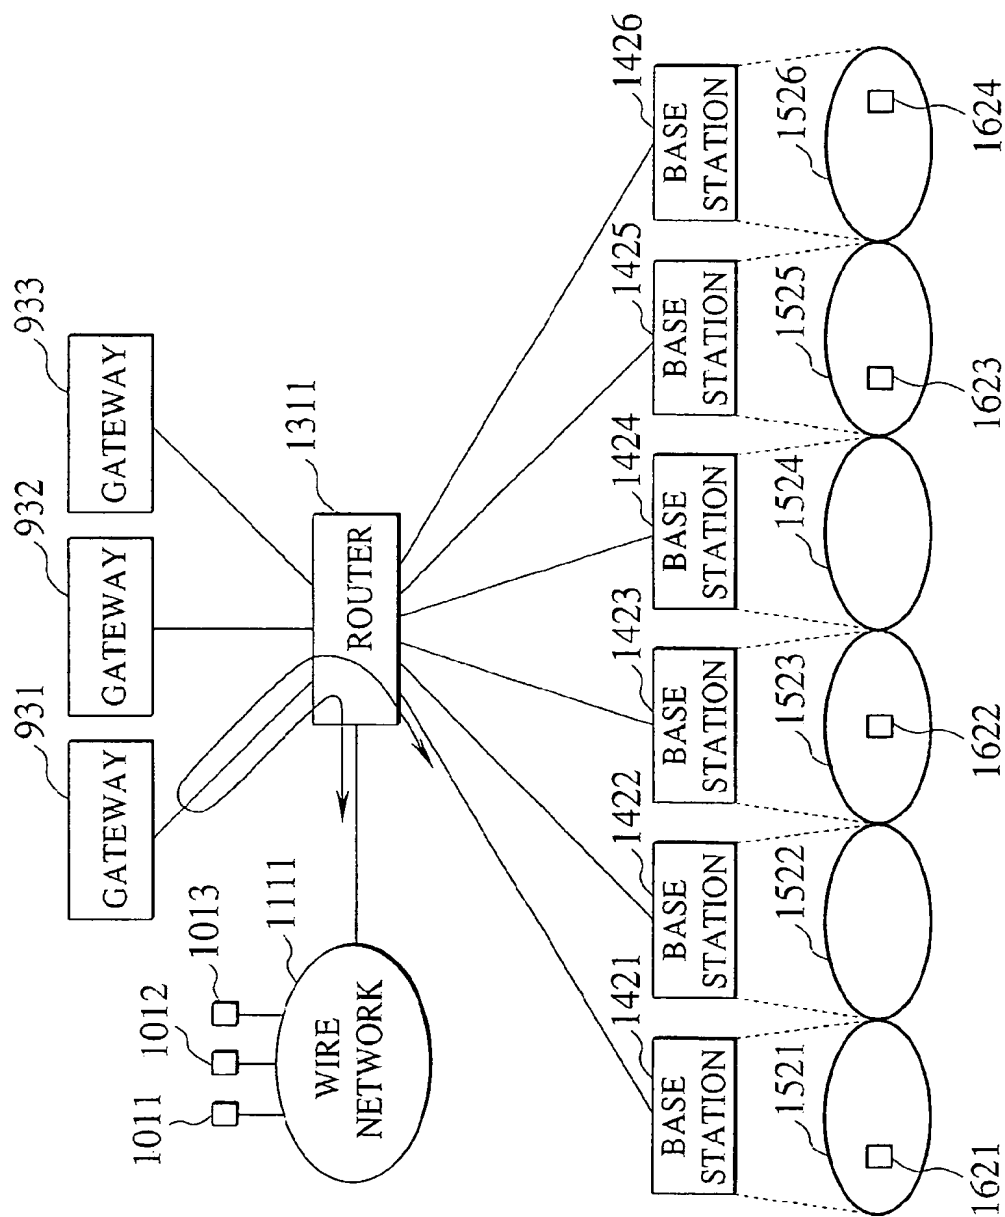 GATEWAY
931
GATEWAY
932
GATEWAY
933
1011
1012
1013
WIRE
NETWORK
1111
ROUTER
1311
BASE
STATION
1421
BASE
STATION
1422
BASE
STATION
1423
BASE
STATION
1424
BASE
STATION
1425
BASE
STATION
1426
1521
1522
1523
1524
1525
1526
1621
1622
1623
1624